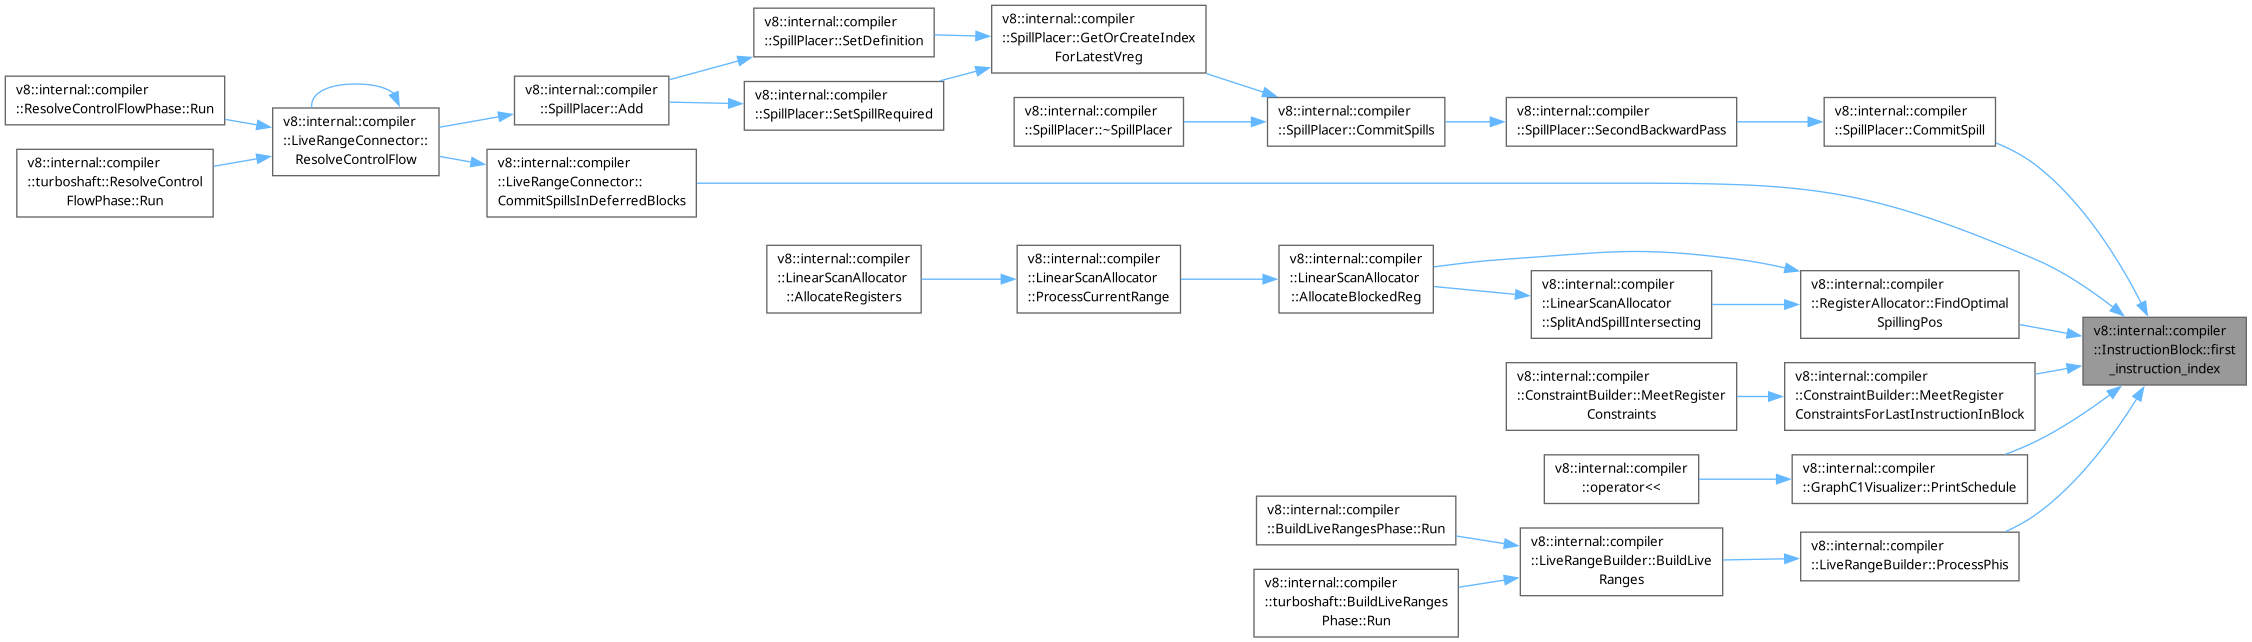 v8::internal::compiler
::SpillPlacer::SetDefinition
v8::internal::compiler
::SpillPlacer::GetOrCreateIndex
ForLatestVreg
v8::internal::compiler
::ResolveControlFlowPhase::Run
v8::internal::compiler
::LiveRangeConnector::
ResolveControlFlow
v8::internal::compiler
::SpillPlacer::Add
v8::internal::compiler
::SpillPlacer::SetSpillRequired
v8::internal::compiler
::SpillPlacer::~SpillPlacer
v8::internal::compiler
::SpillPlacer::CommitSpills
v8::internal::compiler
::SpillPlacer::SecondBackwardPass
v8::internal::compiler
::SpillPlacer::CommitSpill
v8::internal::compiler
::turboshaft::ResolveControl
FlowPhase::Run
v8::internal::compiler
::LiveRangeConnector::
CommitSpillsInDeferredBlocks
v8::internal::compiler
::LinearScanAllocator
::AllocateRegisters
v8::internal::compiler
::LinearScanAllocator
::ProcessCurrentRange
v8::internal::compiler
::LinearScanAllocator
::AllocateBlockedReg
v8::internal::compiler
::LinearScanAllocator
::SplitAndSpillIntersecting
v8::internal::compiler
::RegisterAllocator::FindOptimal
SpillingPos
v8::internal::compiler
::InstructionBlock::first
_instruction_index
v8::internal::compiler
::ConstraintBuilder::MeetRegister
Constraints
v8::internal::compiler
::ConstraintBuilder::MeetRegister
ConstraintsForLastInstructionInBlock
v8::internal::compiler
::operator<<
v8::internal::compiler
::GraphC1Visualizer::PrintSchedule
v8::internal::compiler
::BuildLiveRangesPhase::Run
v8::internal::compiler
::LiveRangeBuilder::BuildLive
Ranges
v8::internal::compiler
::LiveRangeBuilder::ProcessPhis
v8::internal::compiler
::turboshaft::BuildLiveRanges
Phase::Run